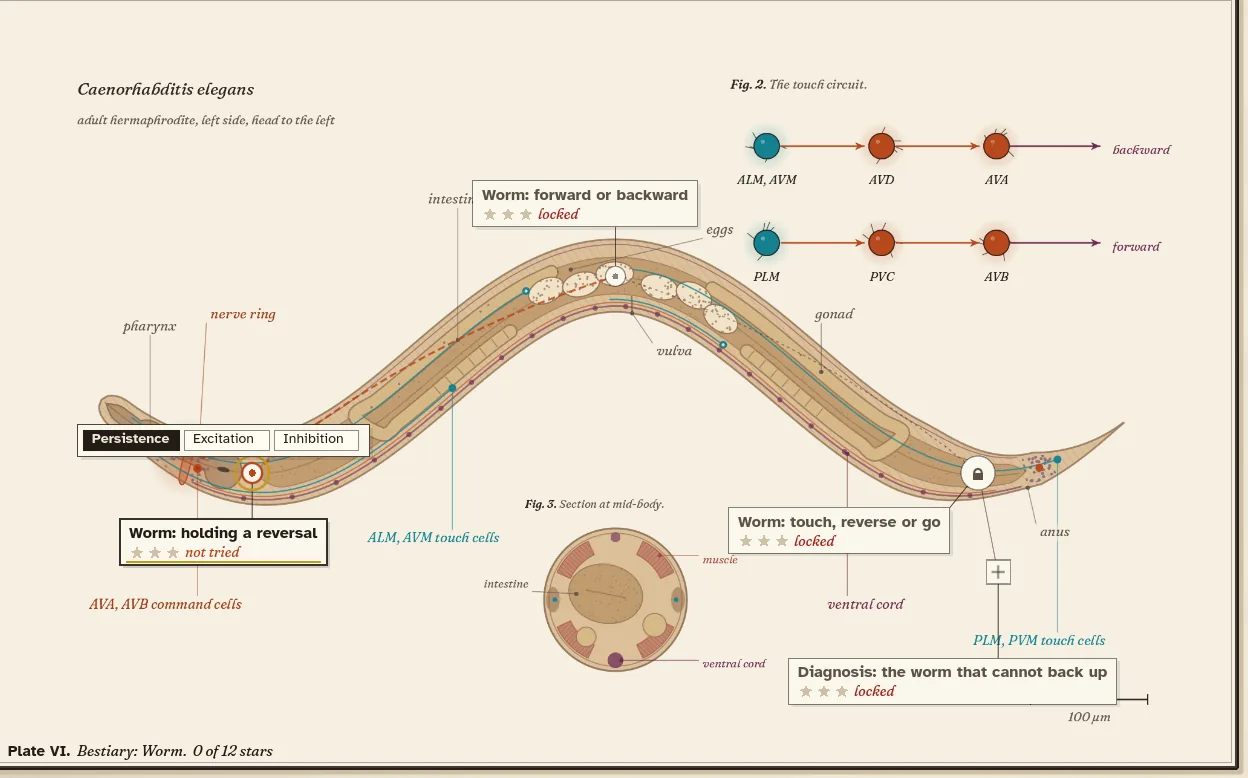 Caenorhabditis elegans
adult hermaphrodite, left side, head to the left
Fig. 2. The touch circuit.
backward
ALM, AVM
AVD
AVA
forward
PLM
PVC
AVB
Worm: forward or backward
locked
eggs
nerve ring
pharynx
gonad
vulva
Persistence
Excitation
Inhibition
Worm: holding a reversal
not tried
ALM, AVM touch cells
AVA, AVB command cells
Fig. 3. Section at mid-body.
intestine
muscle
ventral cord
Worm: touch, reverse or go
locked
anus
ventral cord
PLM, PVM touch cells
Diagnosis: the worm that cannot back up
locked
100 µm
Plate VI. Bestiary: Worm. 0 of 12 stars